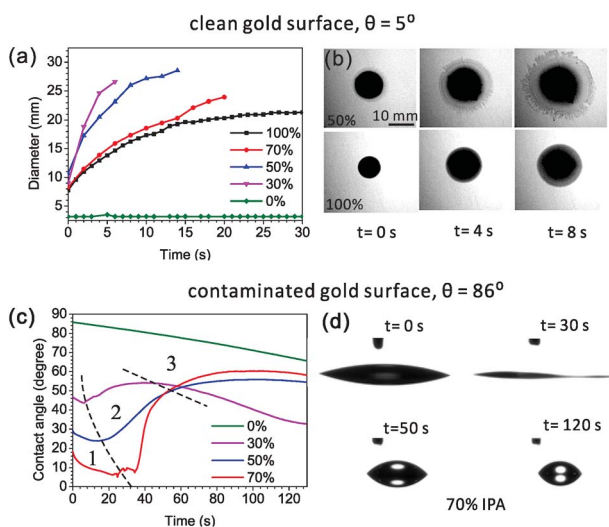 clean gold surface, θ = 5⁰
(a)
Diameter (mm)
30
25
20
15
10
5
0
5
10
15
20
25
30
Time (s)
100%
70%
50%
30%
0%
(b)
50%
10 mm
100%
t= 0 s
t= 4 s
t= 8 s
contaminated gold surface, θ = 86⁰
(c)
Contact angle (degree)
90
80
70
60
50
40
30
20
10
0
0
20
40
60
80
100
120
Time (s)
1
2
3
0%
30%
50%
70%
(d)
t= 0 s
t= 30 s
t=50 s
t= 120 s
70% IPA